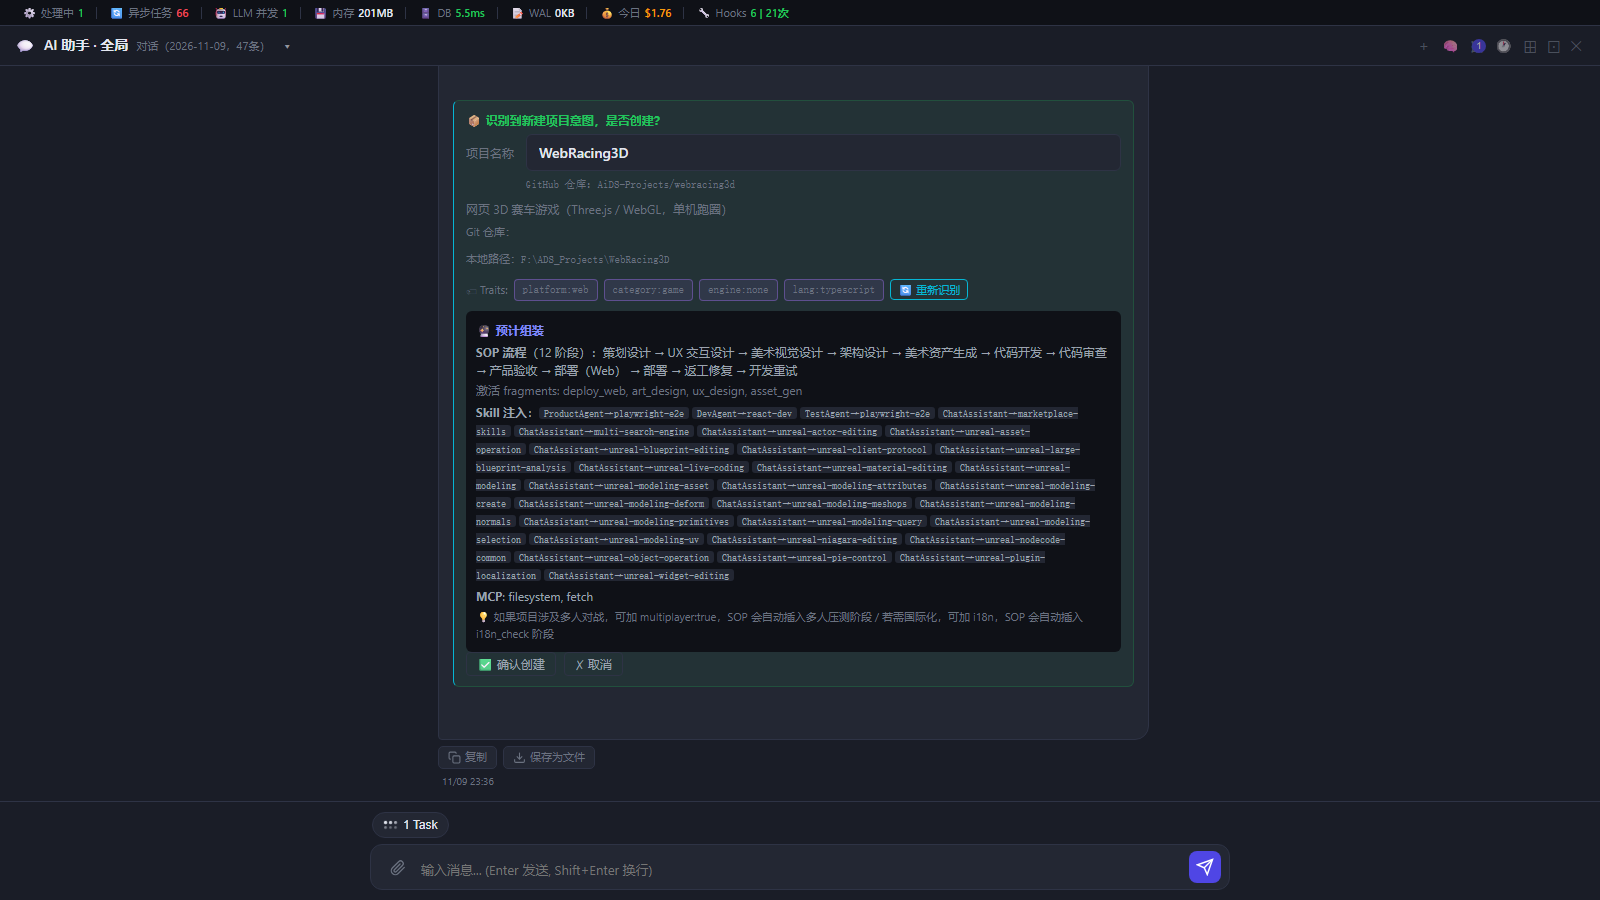 处理中 1 异步任务 66 LLM 并发 1 内存 201MB DB 5.5ms WAL 0KB 今日 $1.76 Hooks 6 | 21次
AI 助手 · 全局 对话（2026-11-09，47条） ▾ + 1
识别到新建项目意图，是否创建？
项目名称 WebRacing3D
GitHub 仓库：AiDS-Projects/webracing3d
网页 3D 赛车游戏（Three.js / WebGL，单机跑圈）
Git 仓库：
本地路径：F:\ADS_Projects\WebRacing3D
Traits: platform:web category:game engine:none lang:typescript 重新识别
预计组装
SOP 流程（12 阶段）：策划设计 → UX 交互设计 → 美术视觉设计 → 架构设计 → 美术资产生成 → 代码开发 → 代码审查
→ 产品验收 → 部署（Web） → 部署 → 返工修复 → 开发重试
激活 fragments: deploy_web, art_design, ux_design, asset_gen
Skill 注入： ProductAgent→playwright-e2e DevAgent→react-dev TestAgent→playwright-e2e ChatAssistant→marketplace-
skills ChatAssistant→multi-search-engine ChatAssistant→unreal-actor-editing ChatAssistant→unreal-asset-
operation ChatAssistant→unreal-blueprint-editing ChatAssistant→unreal-client-protocol ChatAssistant→unreal-large-
blueprint-analysis ChatAssistant→unreal-live-coding ChatAssistant→unreal-material-editing ChatAssistant→unreal-
modeling ChatAssistant→unreal-modeling-asset ChatAssistant→unreal-modeling-attributes ChatAssistant→unreal-modeling-
create ChatAssistant→unreal-modeling-deform ChatAssistant→unreal-modeling-meshops ChatAssistant→unreal-modeling-
normals ChatAssistant→unreal-modeling-primitives ChatAssistant→unreal-modeling-query ChatAssistant→unreal-modeling-
selection ChatAssistant→unreal-modeling-uv ChatAssistant→unreal-niagara-editing ChatAssistant→unreal-nodecode-
common ChatAssistant→unreal-object-operation ChatAssistant→unreal-pie-control ChatAssistant→unreal-plugin-
localization ChatAssistant→unreal-widget-editing
MCP: filesystem, fetch
如果项目涉及多人对战，可加 multiplayer:true，SOP 会自动插入多人压测阶段 / 若需国际化，可加 i18n，SOP 会自动插入
i18n_check 阶段
✅ 确认创建 ✗ 取消
复制 保存为文件
11/09 23:36
1 Task
输入消息... (Enter 发送, Shift+Enter 换行)